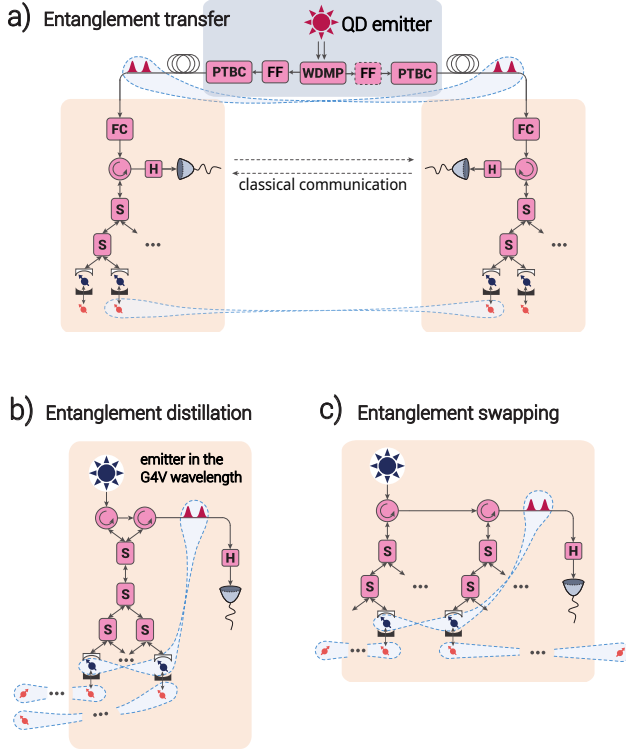 a) Entanglement transfer
QD emitter
PTBC FF WDMP FF PTBC
FC FC
H H
classical communication
S S
S ... S ...
b) Entanglement distillation
emitter in the
G4V wavelength
S
H
S
S S
...
...
...
c) Entanglement swapping
S S
H
S ... S ...
... ...